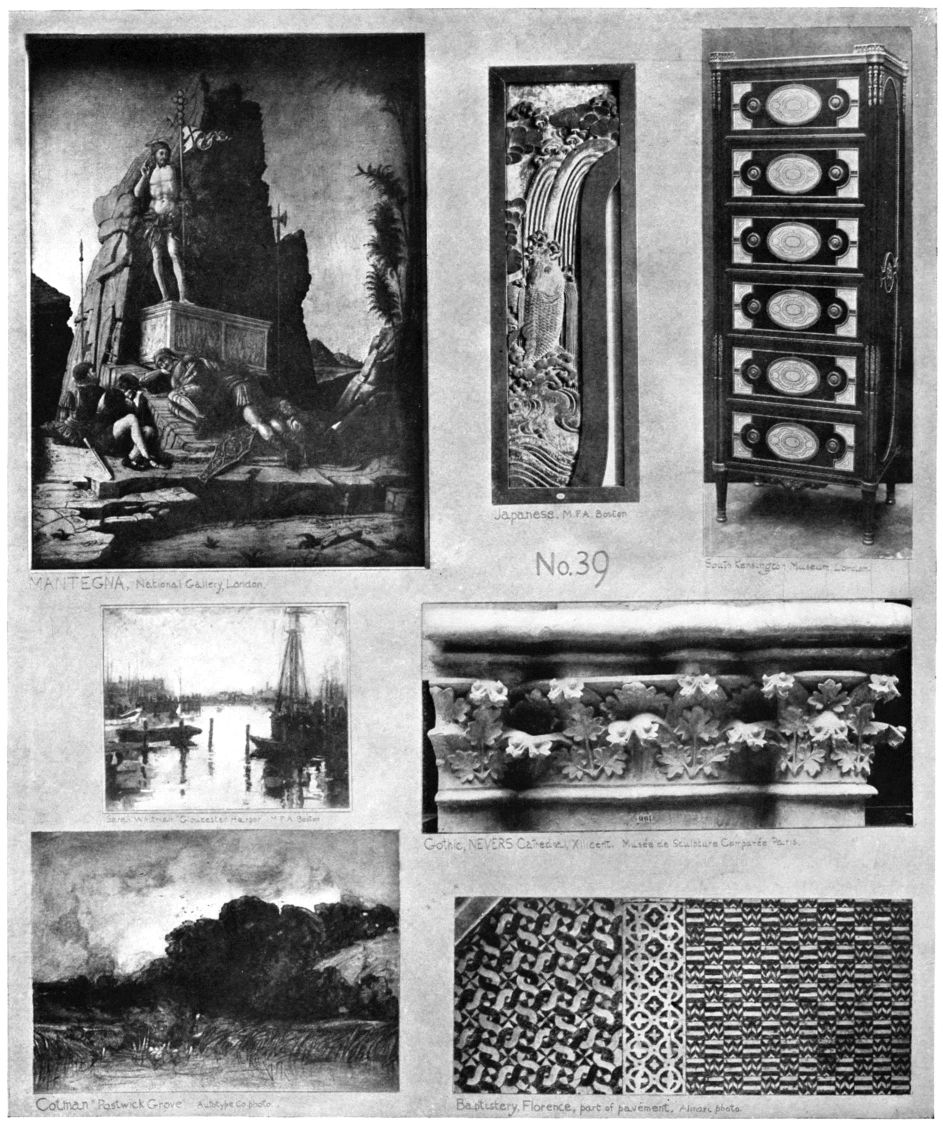 Japanese. M.F.A. Boston
No. 39
South Kensington Museum London.
MANTEGNA, National Gallery, London.
Sarah Whitman "Gloucester Harbor" M.F.A. Boston
Gothic, NEVERS Cathedral, XII cent. Musée de Sculpture Comparée Paris.
Cotman "Postwick Grove" Autotype Co. photo.
Baptistery, Florence, part of pavement. Alinari photo.